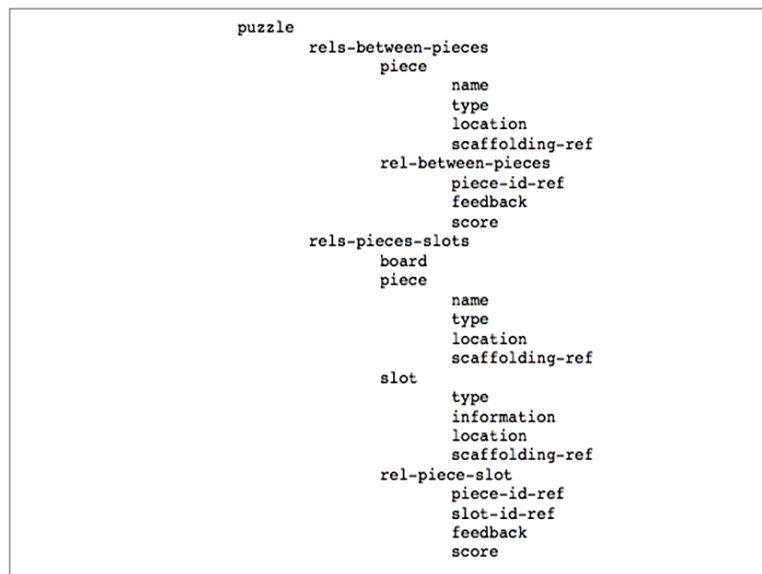 puzzle
rels-between-pieces
piece
name
type
location
scaffolding-ref
rel-between-pieces
piece-id-ref
feedback
score
rels-pieces-slots
board
piece
name
type
location
scaffolding-ref
slot
type
information
location
scaffolding-ref
rel-piece-slot
piece-id-ref
slot-id-ref
feedback
score